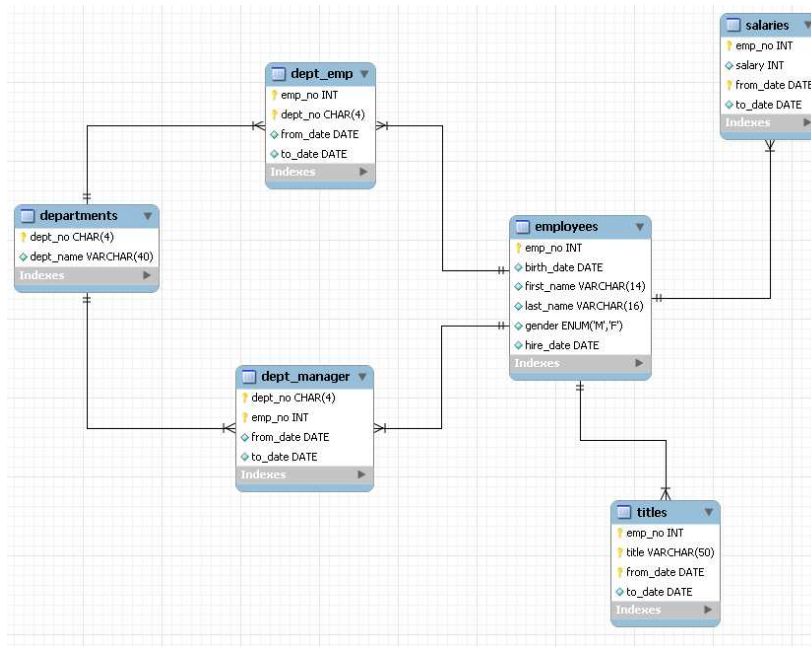 salaries
emp_no INT
salary INT
from_date DATE
to_date DATE
Indexes
dept_emp
emp_no INT
dept_no CHAR(4)
from_date DATE
to_date DATE
Indexes
departments
dept_no CHAR(4)
dept_name VARCHAR(40)
Indexes
employees
emp_no INT
birth_date DATE
first_name VARCHAR(14)
last_name VARCHAR(16)
gender ENUM('M','F')
hire_date DATE
Indexes
dept_manager
dept_no CHAR(4)
emp_no INT
from_date DATE
to_date DATE
Indexes
titles
emp_no INT
title VARCHAR(50)
from_date DATE
to_date DATE
Indexes